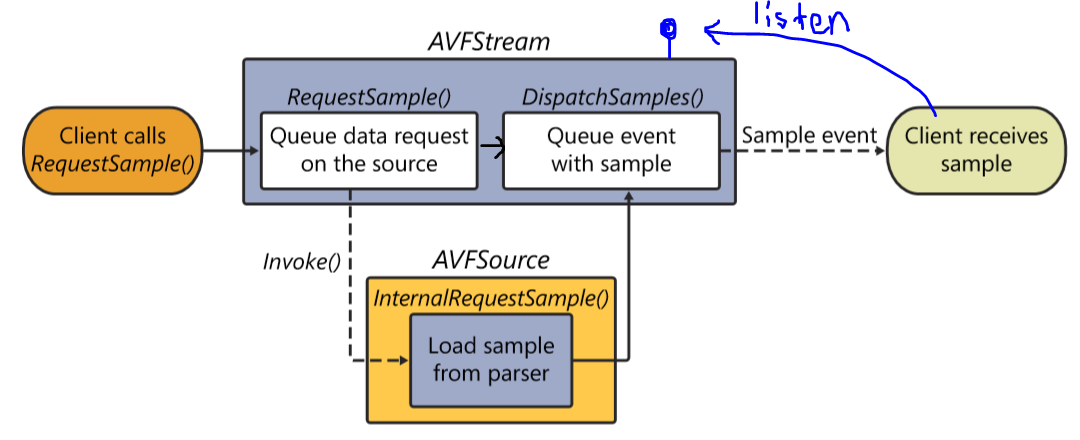 listen
AVFStream
RequestSample()
DispatchSamples()
Client calls
RequestSample()
Queue data request
on the source
Queue event
with sample
Sample event
Client receives
sample
Invoke()
AVFSource
InternalRequestSample()
Load sample
from parser